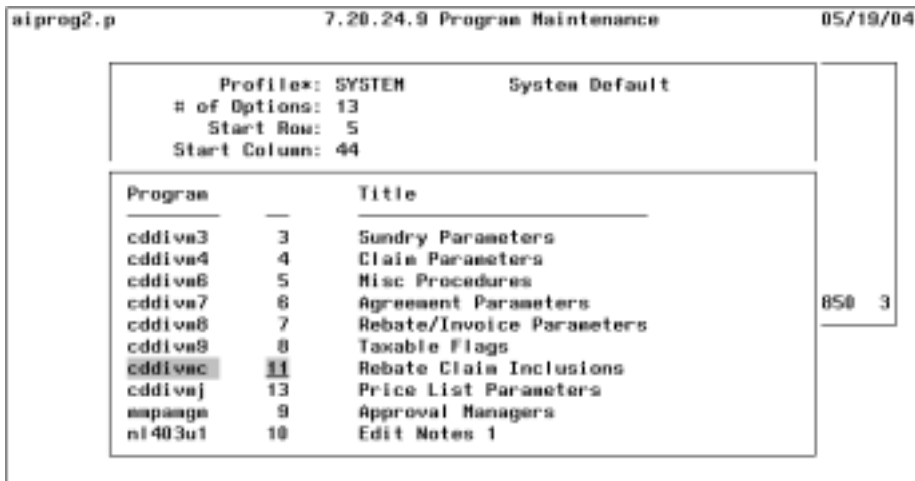 aiprog2.p 7.20.24.9 Program Maintenance 05/19/04
Profile*: SYSTEM System Default
# of Options: 13
Start Row: 5
Start Column: 44
Program Title
cddivm3 3 Sundry Parameters
cddivm4 4 Claim Parameters
cddivm6 5 Misc Procedures
cddivm7 6 Agreement Parameters
850 3
cddivm8 7 Rebate/Invoice Parameters
cddivm9 8 Taxable Flags
cddivmc 11 Rebate Claim Inclusions
cddivmj 13 Price List Parameters
mmpamgm 9 Approval Managers
nl403u1 10 Edit Notes 1